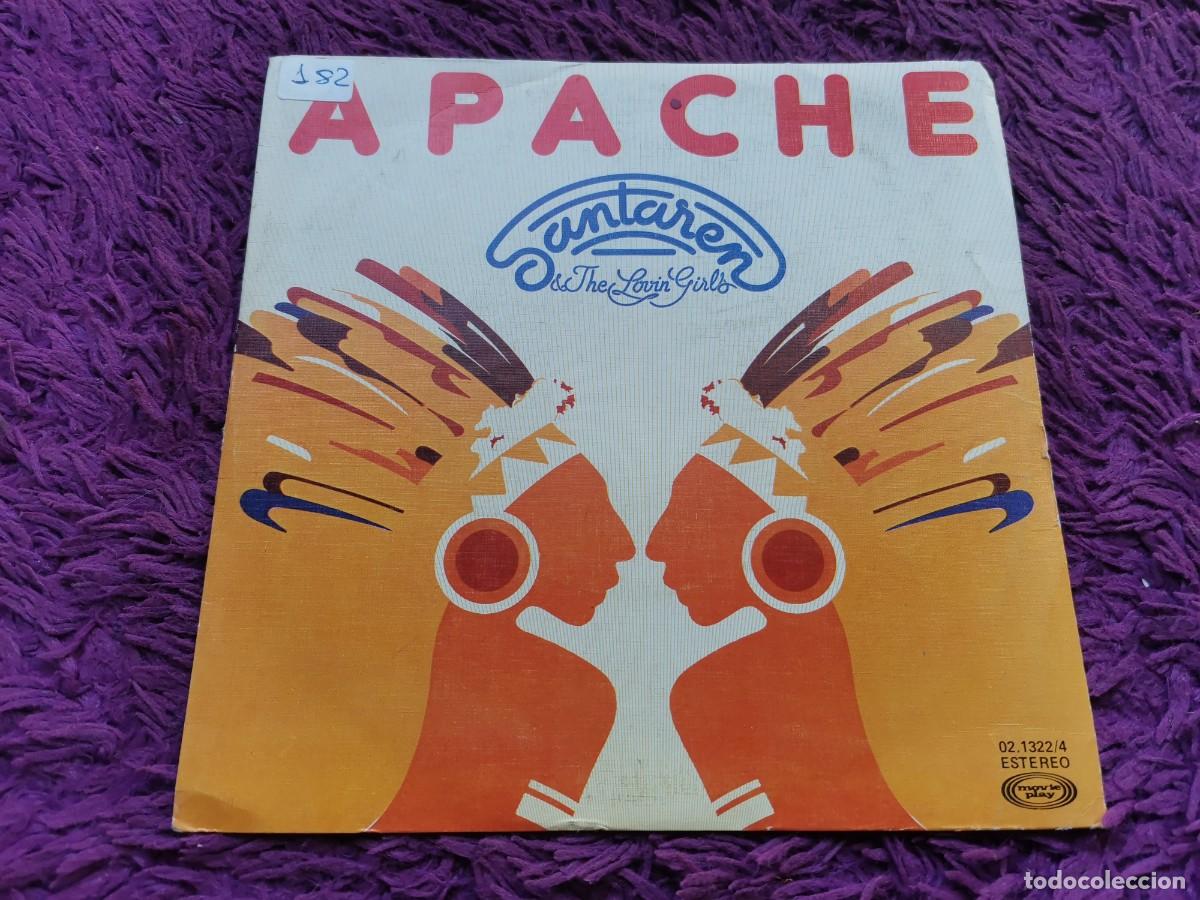 182
APACHE
Santaren
& The Lovin' Girls
02.1322/4
ESTEREO
movie
play
todocoleccion